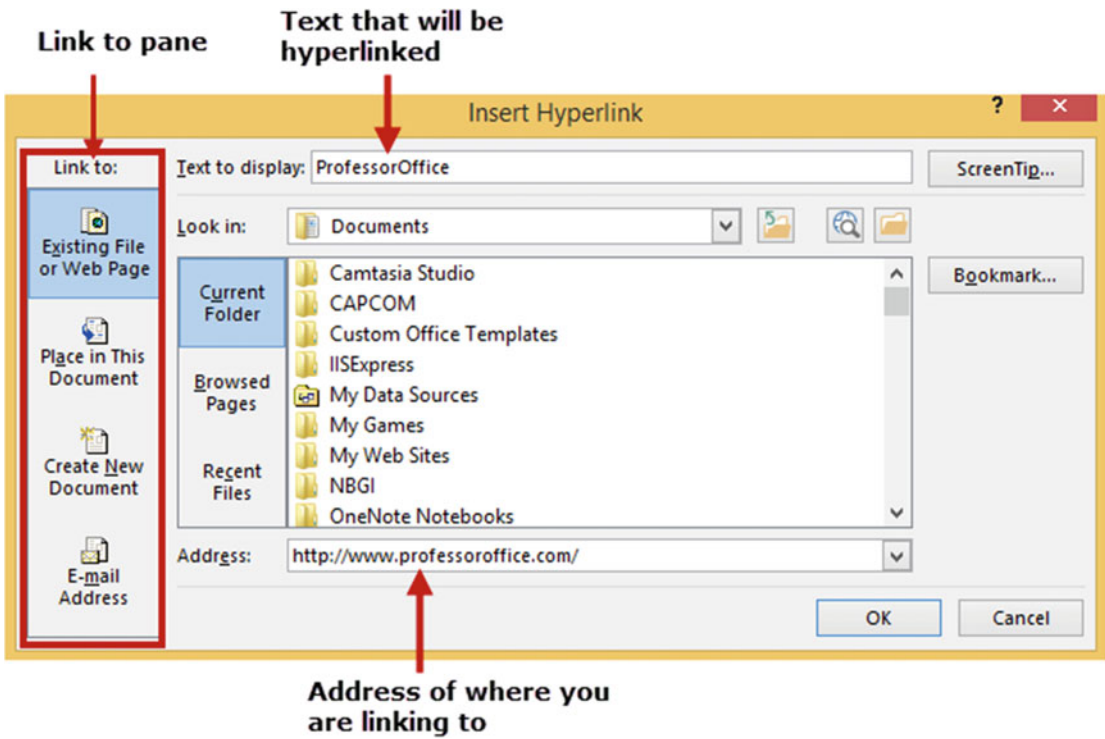 Link to pane
Text that will be
hyperlinked
Insert Hyperlink
?
Link to:
Text to display: ProfessorOffice
ScreenTip...
Existing File
or Web Page
Look in: Documents
Current
Folder
Camtasia Studio
CAPCOM
Custom Office Templates
IISExpress
My Data Sources
My Games
My Web Sites
NBGI
OneNote Notebooks
Bookmark...
Place in This
Document
Browsed
Pages
Create New
Document
Recent
Files
E-mail
Address
Address: http://www.professoroffice.com/
OK
Cancel
Address of where you
are linking to